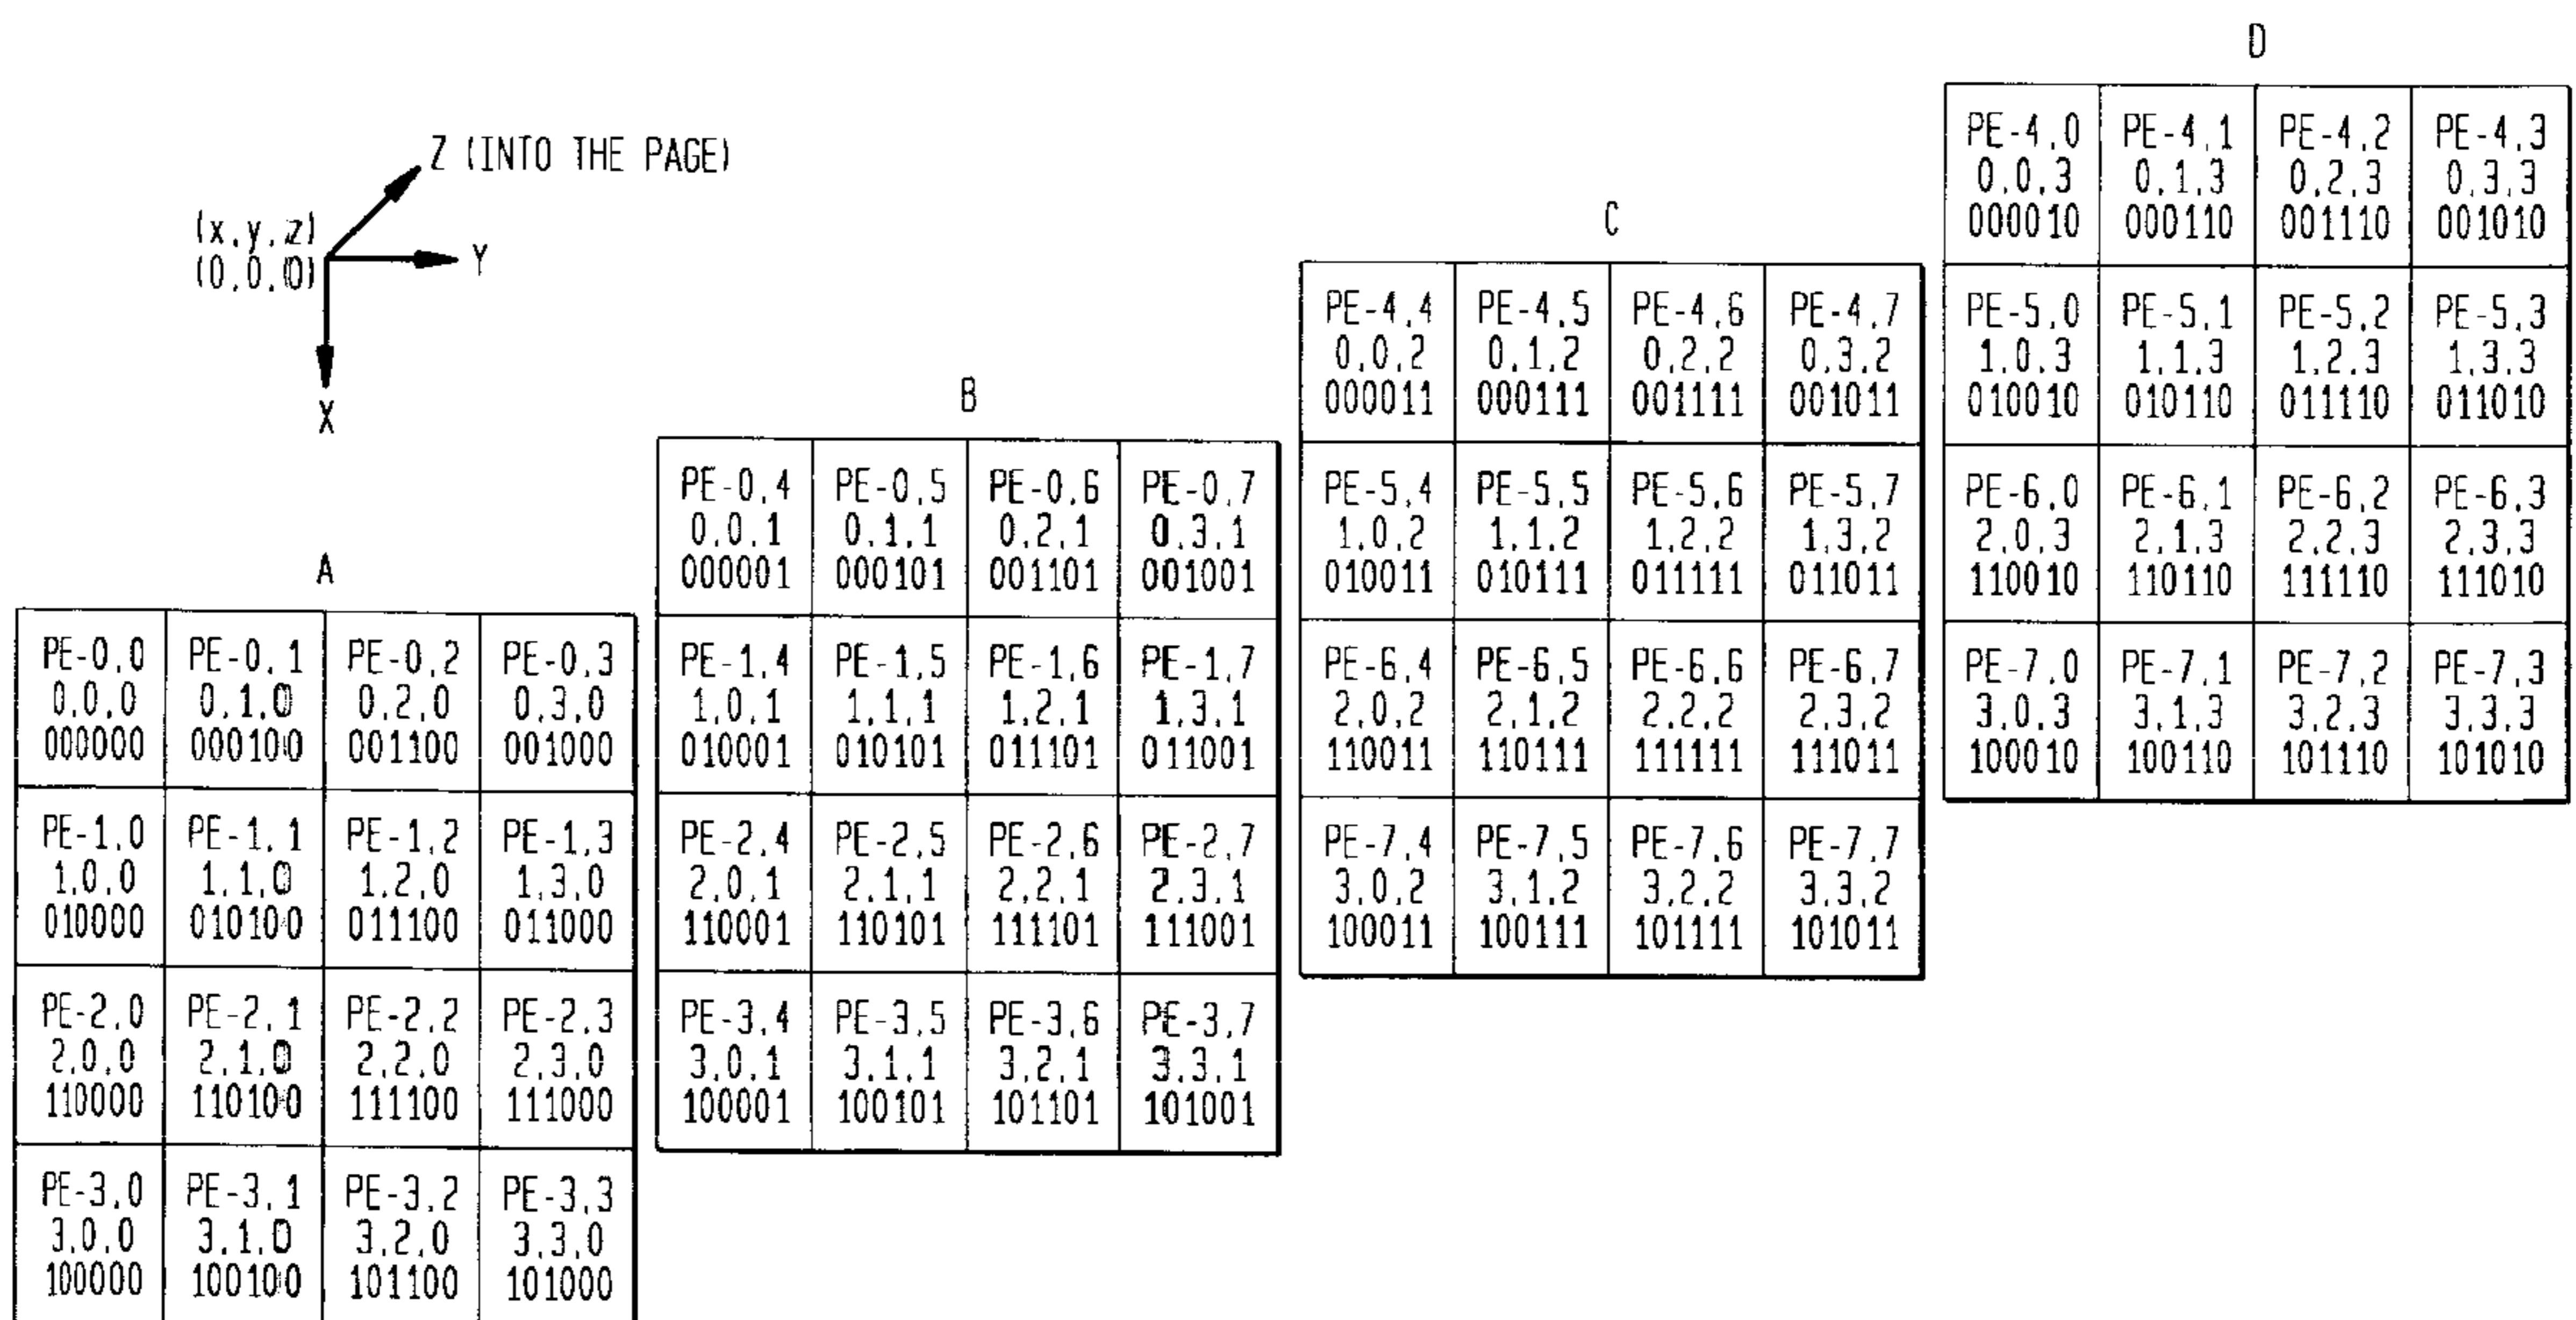 Z (INTO THE PAGE)
(x,y,z)
(0,0,0)
Y
X
A
PE-0,0 PE-0,1 PE-0,2 PE-0,3
0,0,0 0,1,0 0,2,0 0,3,0
000000 000100 001100 001000
PE-1,0 PE-1,1 PE-1,2 PE-1,3
1,0,0 1,1,0 1,2,0 1,3,0
010000 010100 011100 011000
PE-2,0 PE-2,1 PE-2,2 PE-2,3
2,0,0 2,1,0 2,2,0 2,3,0
110000 110100 111100 111000
PE-3,0 PE-3,1 PE-3,2 PE-3,3
3,0,0 3,1,0 3,2,0 3,3,0
100000 100100 101100 101000
B
PE-0,4 PE-0,5 PE-0,6 PE-0,7
0,0,1 0,1,1 0,2,1 0,3,1
000001 000101 001101 001001
PE-1,4 PE-1,5 PE-1,6 PE-1,7
1,0,1 1,1,1 1,2,1 1,3,1
010001 010101 011101 011001
PE-2,4 PE-2,5 PE-2,6 PE-2,7
2,0,1 2,1,1 2,2,1 2,3,1
110001 110101 111101 111001
PE-3,4 PE-3,5 PE-3,6 PE-3,7
3,0,1 3,1,1 3,2,1 3,3,1
100001 100101 101101 101001
C
PE-4,4 PE-4,5 PE-4,6 PE-4,7
0,0,2 0,1,2 0,2,2 0,3,2
000011 000111 001111 001011
PE-5,4 PE-5,5 PE-5,6 PE-5,7
1,0,2 1,1,2 1,2,2 1,3,2
010011 010111 011111 011011
PE-6,4 PE-6,5 PE-6,6 PE-6,7
2,0,2 2,1,2 2,2,2 2,3,2
110011 110111 111111 111011
PE-7,4 PE-7,5 PE-7,6 PE-7,7
3,0,2 3,1,2 3,2,2 3,3,2
100011 100111 101111 101011
D
PE-4,0 PE-4,1 PE-4,2 PE-4,3
0,0,3 0,1,3 0,2,3 0,3,3
000010 000110 001110 001010
PE-5,0 PE-5,1 PE-5,2 PE-5,3
1,0,3 1,1,3 1,2,3 1,3,3
010010 010110 011110 011010
PE-6,0 PE-6,1 PE-6,2 PE-6,3
2,0,3 2,1,3 2,2,3 2,3,3
110010 110110 111110 111010
PE-7,0 PE-7,1 PE-7,2 PE-7,3
3,0,3 3,1,3 3,2,3 3,3,3
100010 100110 101110 101010